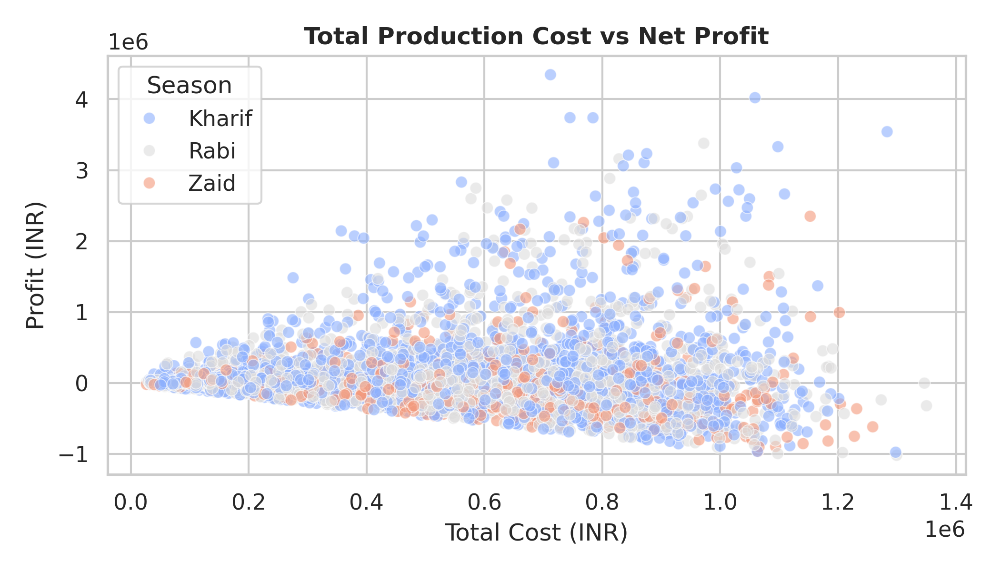 Total Production Cost vs Net Profit
1e6
Season
Kharif
Rabi
Zaid
4
3
2
1
0
−1
Profit (INR)
0.0 0.2 0.4 0.6 0.8 1.0 1.2 1.4
1e6
Total Cost (INR)